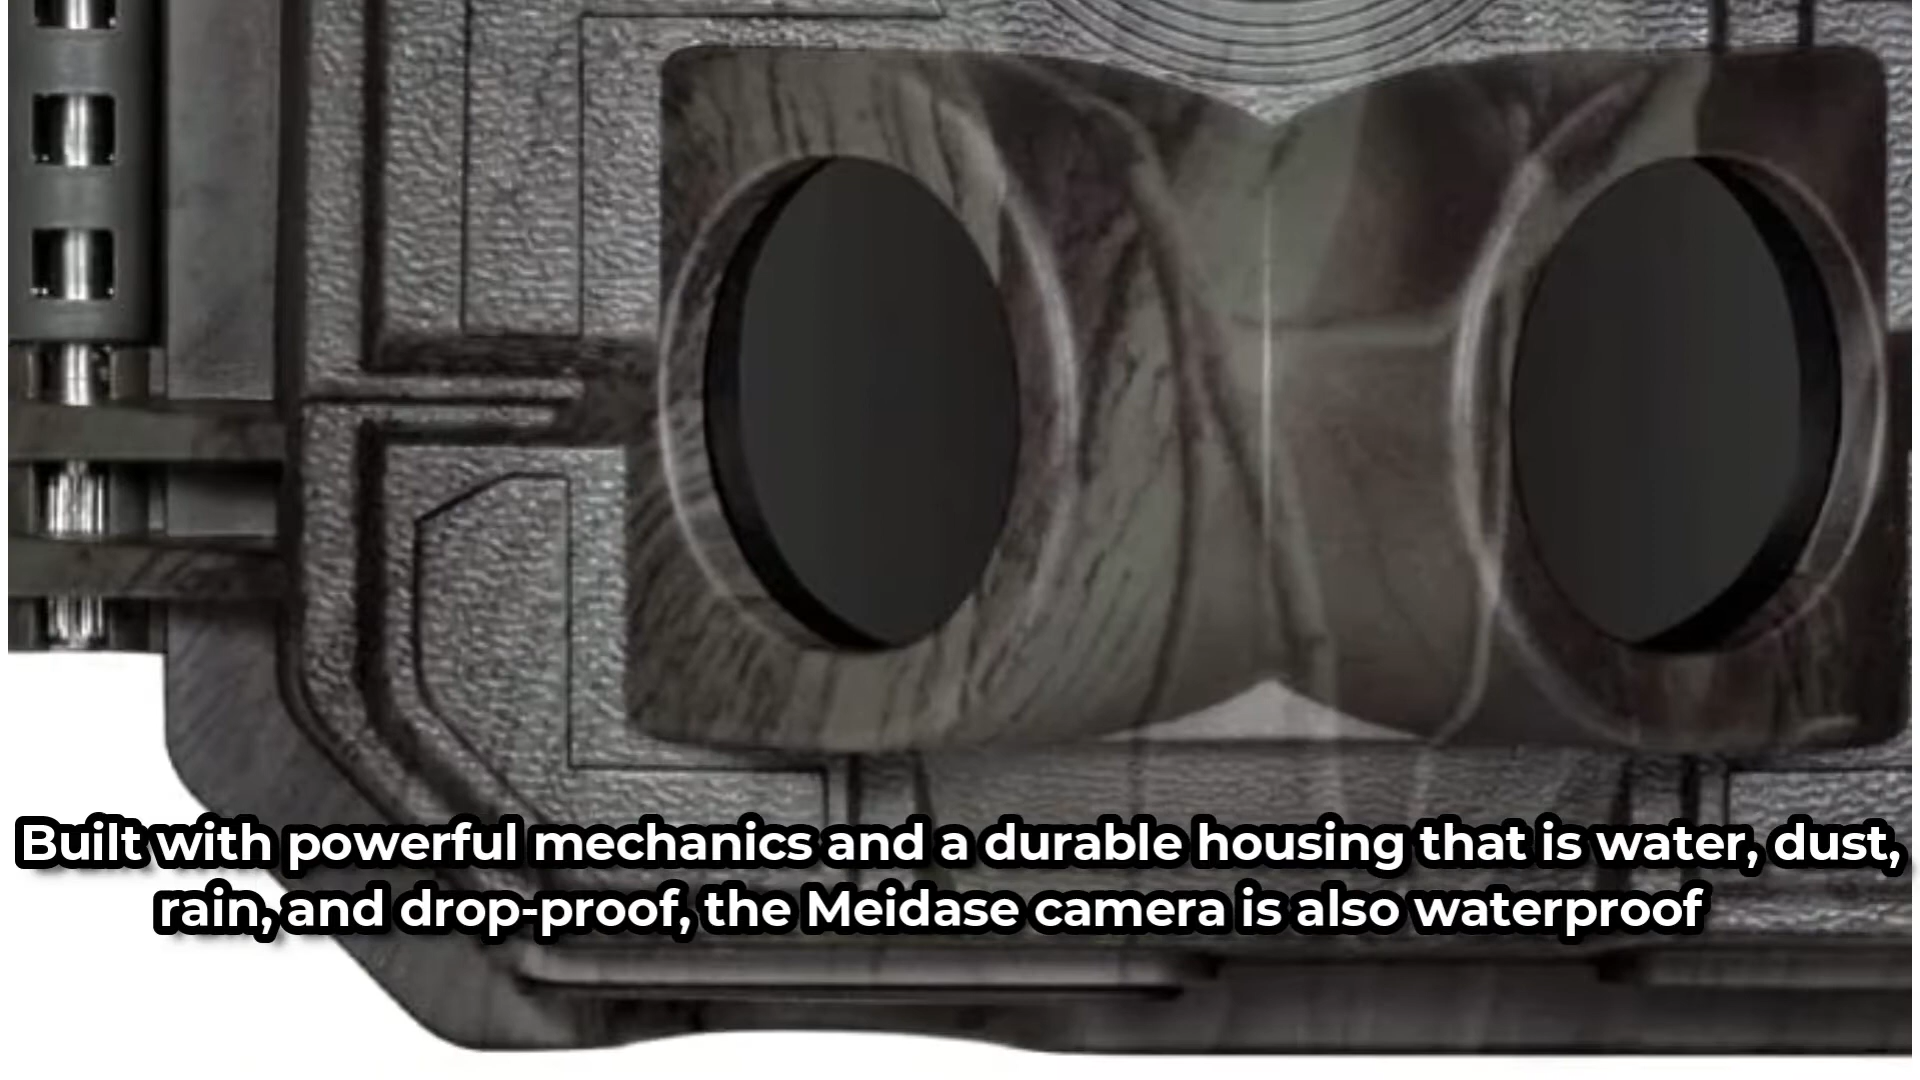 Built with powerful mechanics and a durable housing that is water, dust,
rain, and drop-proof, the Meidase camera is also waterproof